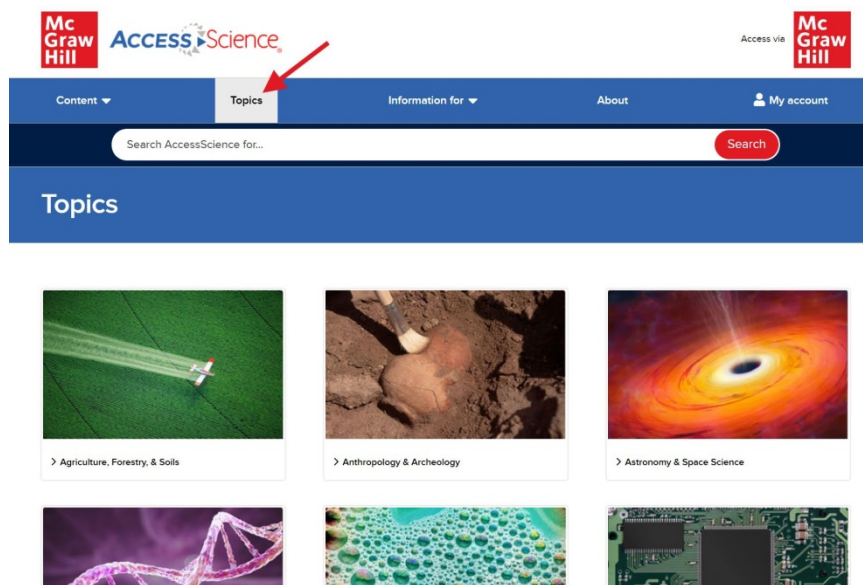 Mc
Graw
Hill
ACCESS Science®
Access via
Mc
Graw
Hill
Content
Topics
Information for
About
My account
Search AccessScience for...
Search
Topics
> Agriculture, Forestry, & Soils
> Anthropology & Archeology
> Astronomy & Space Science